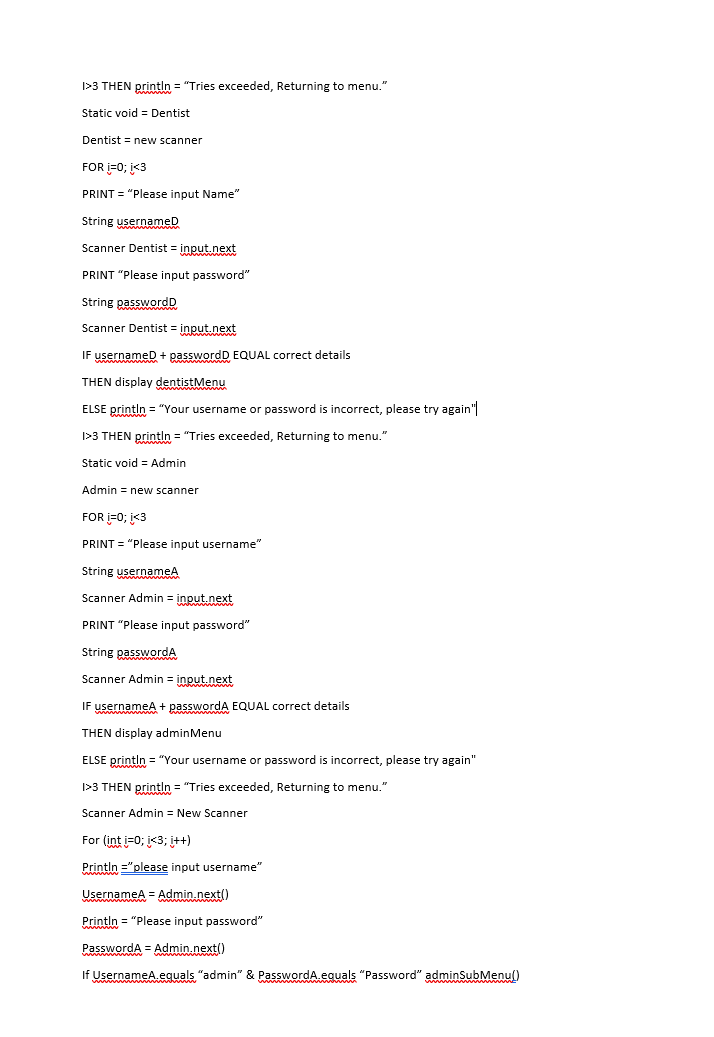 I>3 THEN println = “Tries exceeded, Returning to menu.”
Static void = Dentist
Dentist = new scanner
FOR i=0; i<3
PRINT = “Please input Name”
String usernameD
Scanner Dentist = input.next
PRINT “Please input password”
String passwordD
Scanner Dentist = input.next
IF usernameD + passwordD EQUAL correct details
THEN display dentistMenu
ELSE println = “Your username or password is incorrect, please try again"
I>3 THEN println = “Tries exceeded, Returning to menu.”
Static void = Admin
Admin = new scanner
FOR i=0; i<3
PRINT = “Please input username”
String usernameA
Scanner Admin = input.next
PRINT “Please input password”
String passwordA
Scanner Admin = input.next
IF usernameA + passwordA EQUAL correct details
THEN display adminMenu
ELSE println = “Your username or password is incorrect, please try again"
I>3 THEN println = “Tries exceeded, Returning to menu.”
Scanner Admin = New Scanner
For (int i=0; i<3; i++)
Println =”please input username”
UsernameA = Admin.next()
Println = “Please input password”
PasswordA = Admin.next()
If UsernameA.equals “admin” & PasswordA.equals “Password” adminSubMenu()